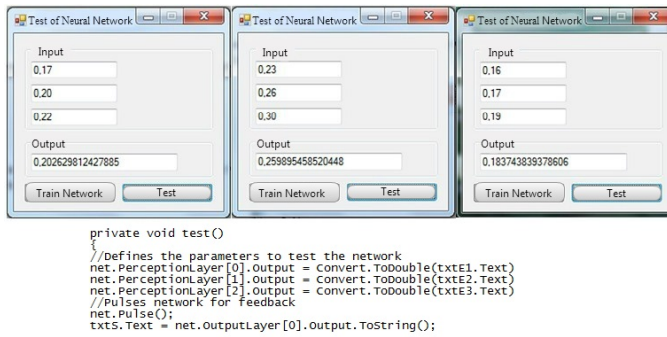 Test of Neural Network
Input
0,17
0,20
0,22
Output
0,202629812427885
Train Network
Test
Test of Neural Network
Input
0,23
0,26
0,30
Output
0,259895458520448
Train Network
Test
Test of Neural Network
Input
0,16
0,17
0,19
Output
0,183743839378606
Train Network
Test
private void test()
{
//Defines the parameters to test the network
net.PerceptionLayer[0].Output = Convert.ToDouble(txtE1.Text)
net.PerceptionLayer[1].Output = Convert.ToDouble(txtE2.Text)
net.PerceptionLayer[2].Output = Convert.ToDouble(txtE3.Text)
//Pulses network for feedback
net.Pulse();
txtS.Text = net.OutputLayer[0].Output.ToString();